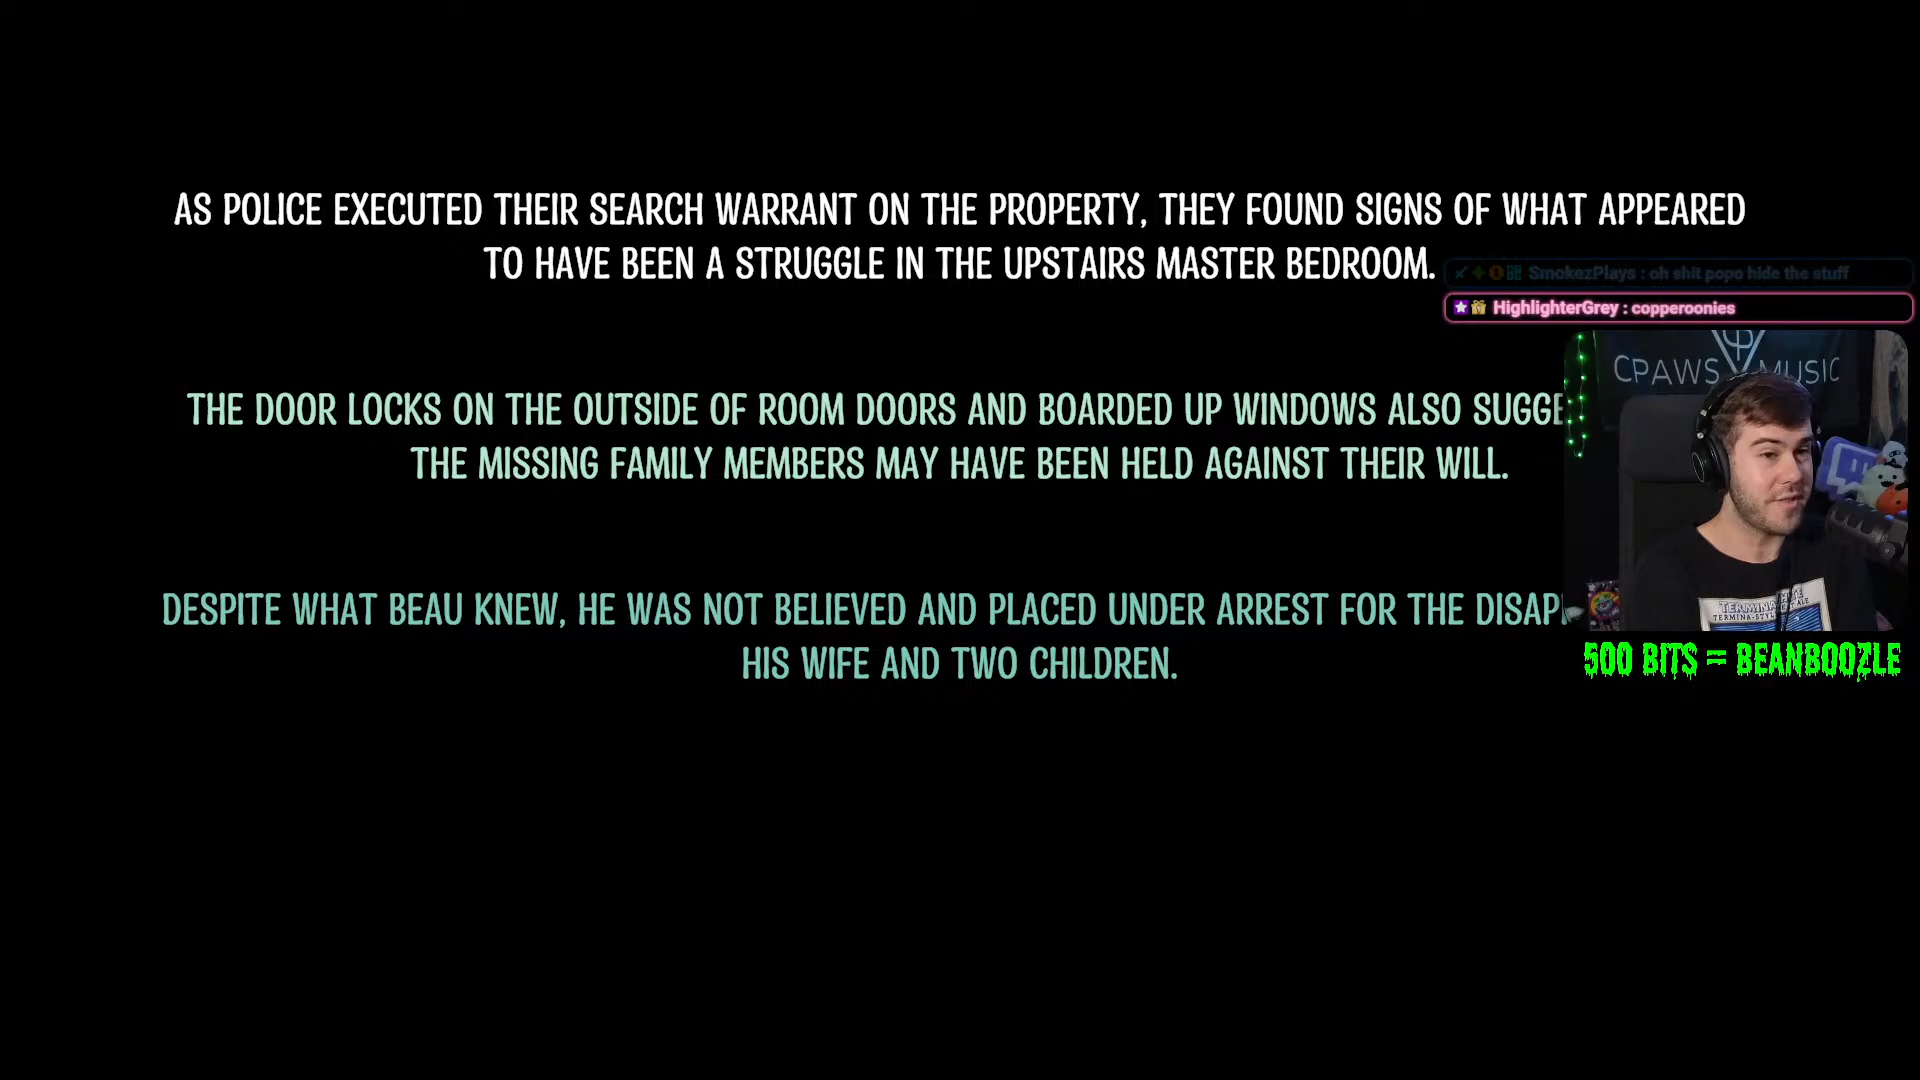 AS POLICE EXECUTED THEIR SEARCH WARRANT ON THE PROPERTY, THEY FOUND SIGNS OF WHAT APPEARED
TO HAVE BEEN A STRUGGLE IN THE UPSTAIRS MASTER BEDROOM.
SmokezPlays : oh shit popo hide the stuff
HighlighterGrey : copperoonies
CPAWS MUSIC
THE DOOR LOCKS ON THE OUTSIDE OF ROOM DOORS AND BOARDED UP WINDOWS ALSO
THE MISSING FAMILY MEMBERS MAY HAVE BEEN HELD AGAINST THEIR WILL.
DESPITE WHAT BEAU KNEW, HE WAS NOT BELIEVED AND PLACED UNDER ARREST FOR THE
HIS WIFE AND TWO CHILDREN.
500 BITS = BEANBOOZLE